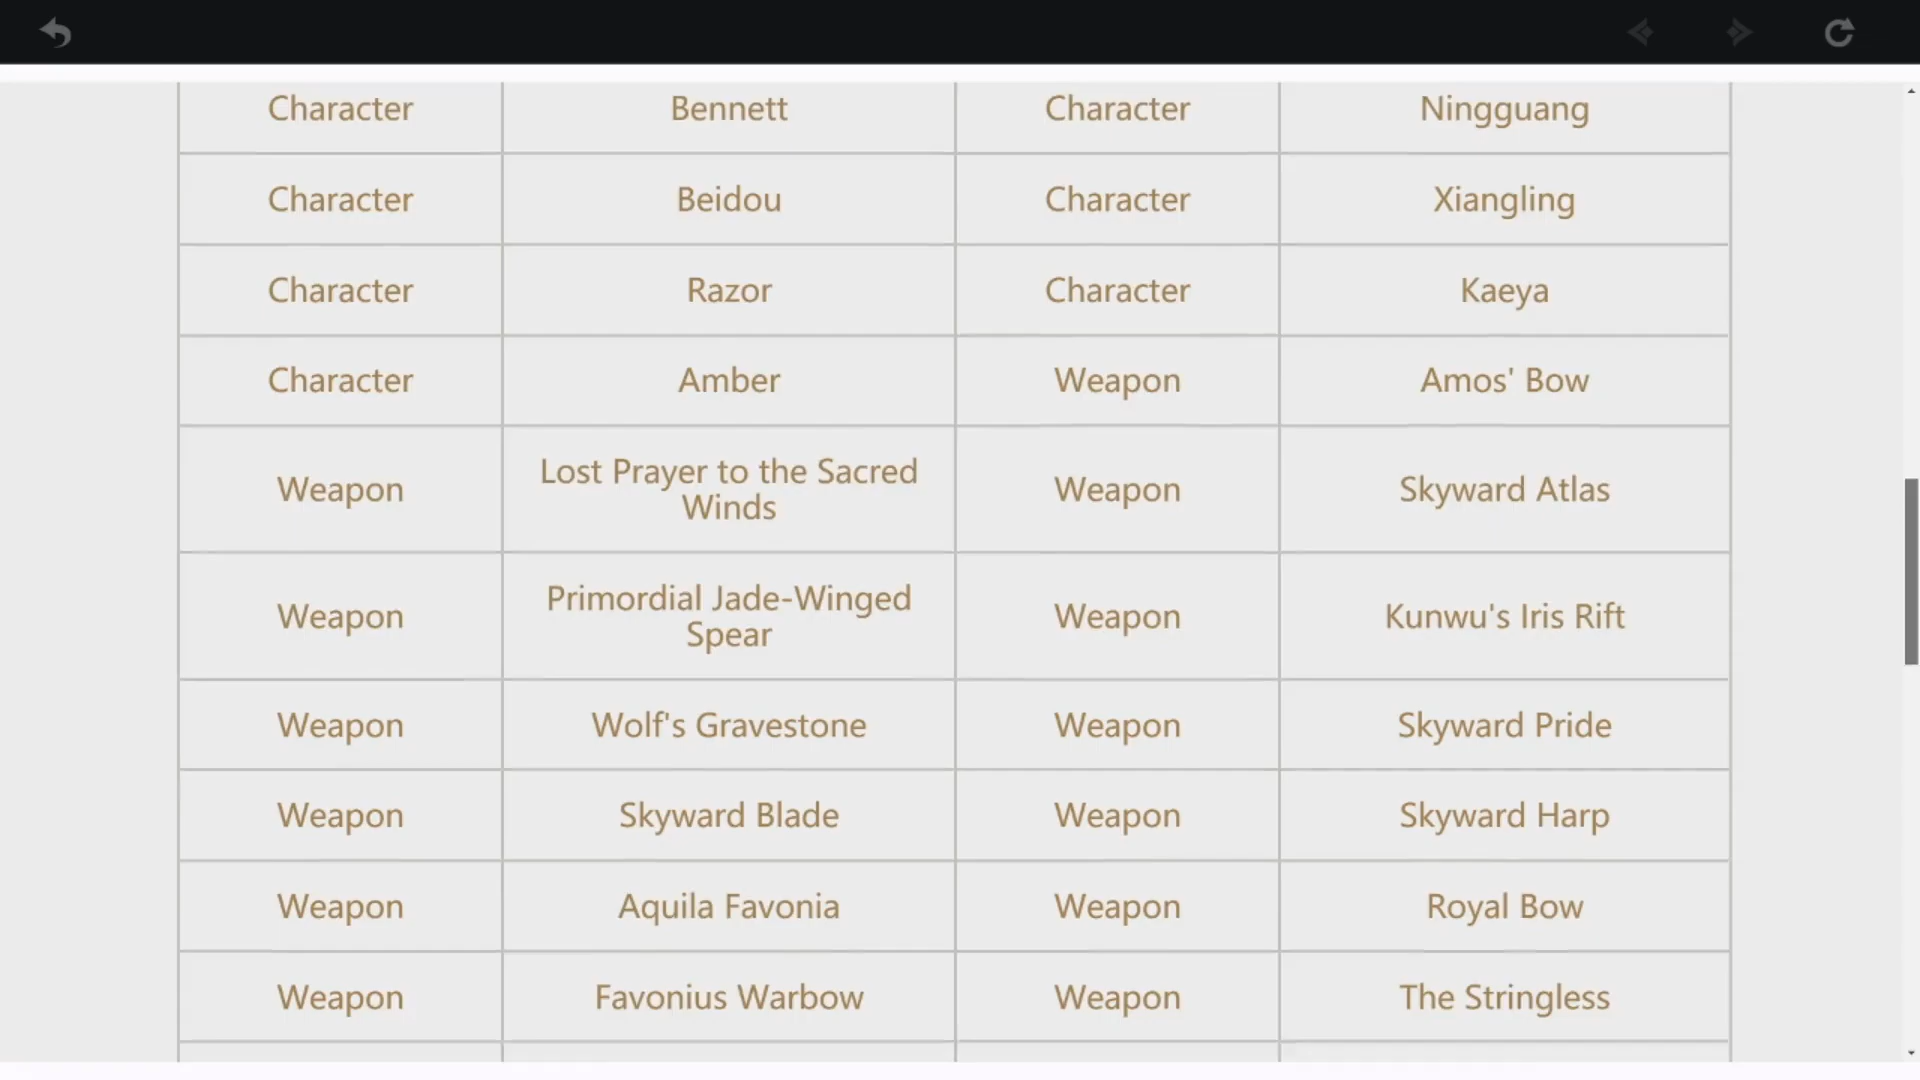 Character Bennett Character Ningguang
Character Beidou Character Xiangling
Character Razor Character Kaeya
Character Amber Weapon Amos' Bow
Weapon Lost Prayer to the Sacred Winds Weapon Skyward Atlas
Weapon Primordial Jade-Winged Spear Weapon Kunwu's Iris Rift
Weapon Wolf's Gravestone Weapon Skyward Pride
Weapon Skyward Blade Weapon Skyward Harp
Weapon Aquila Favonia Weapon Royal Bow
Weapon Favonius Warbow Weapon The Stringless